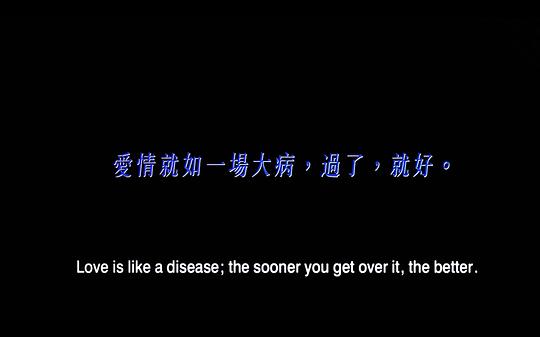 愛情就如一場大病，過了，就好。
Love is like a disease; the sooner you get over it, the better.